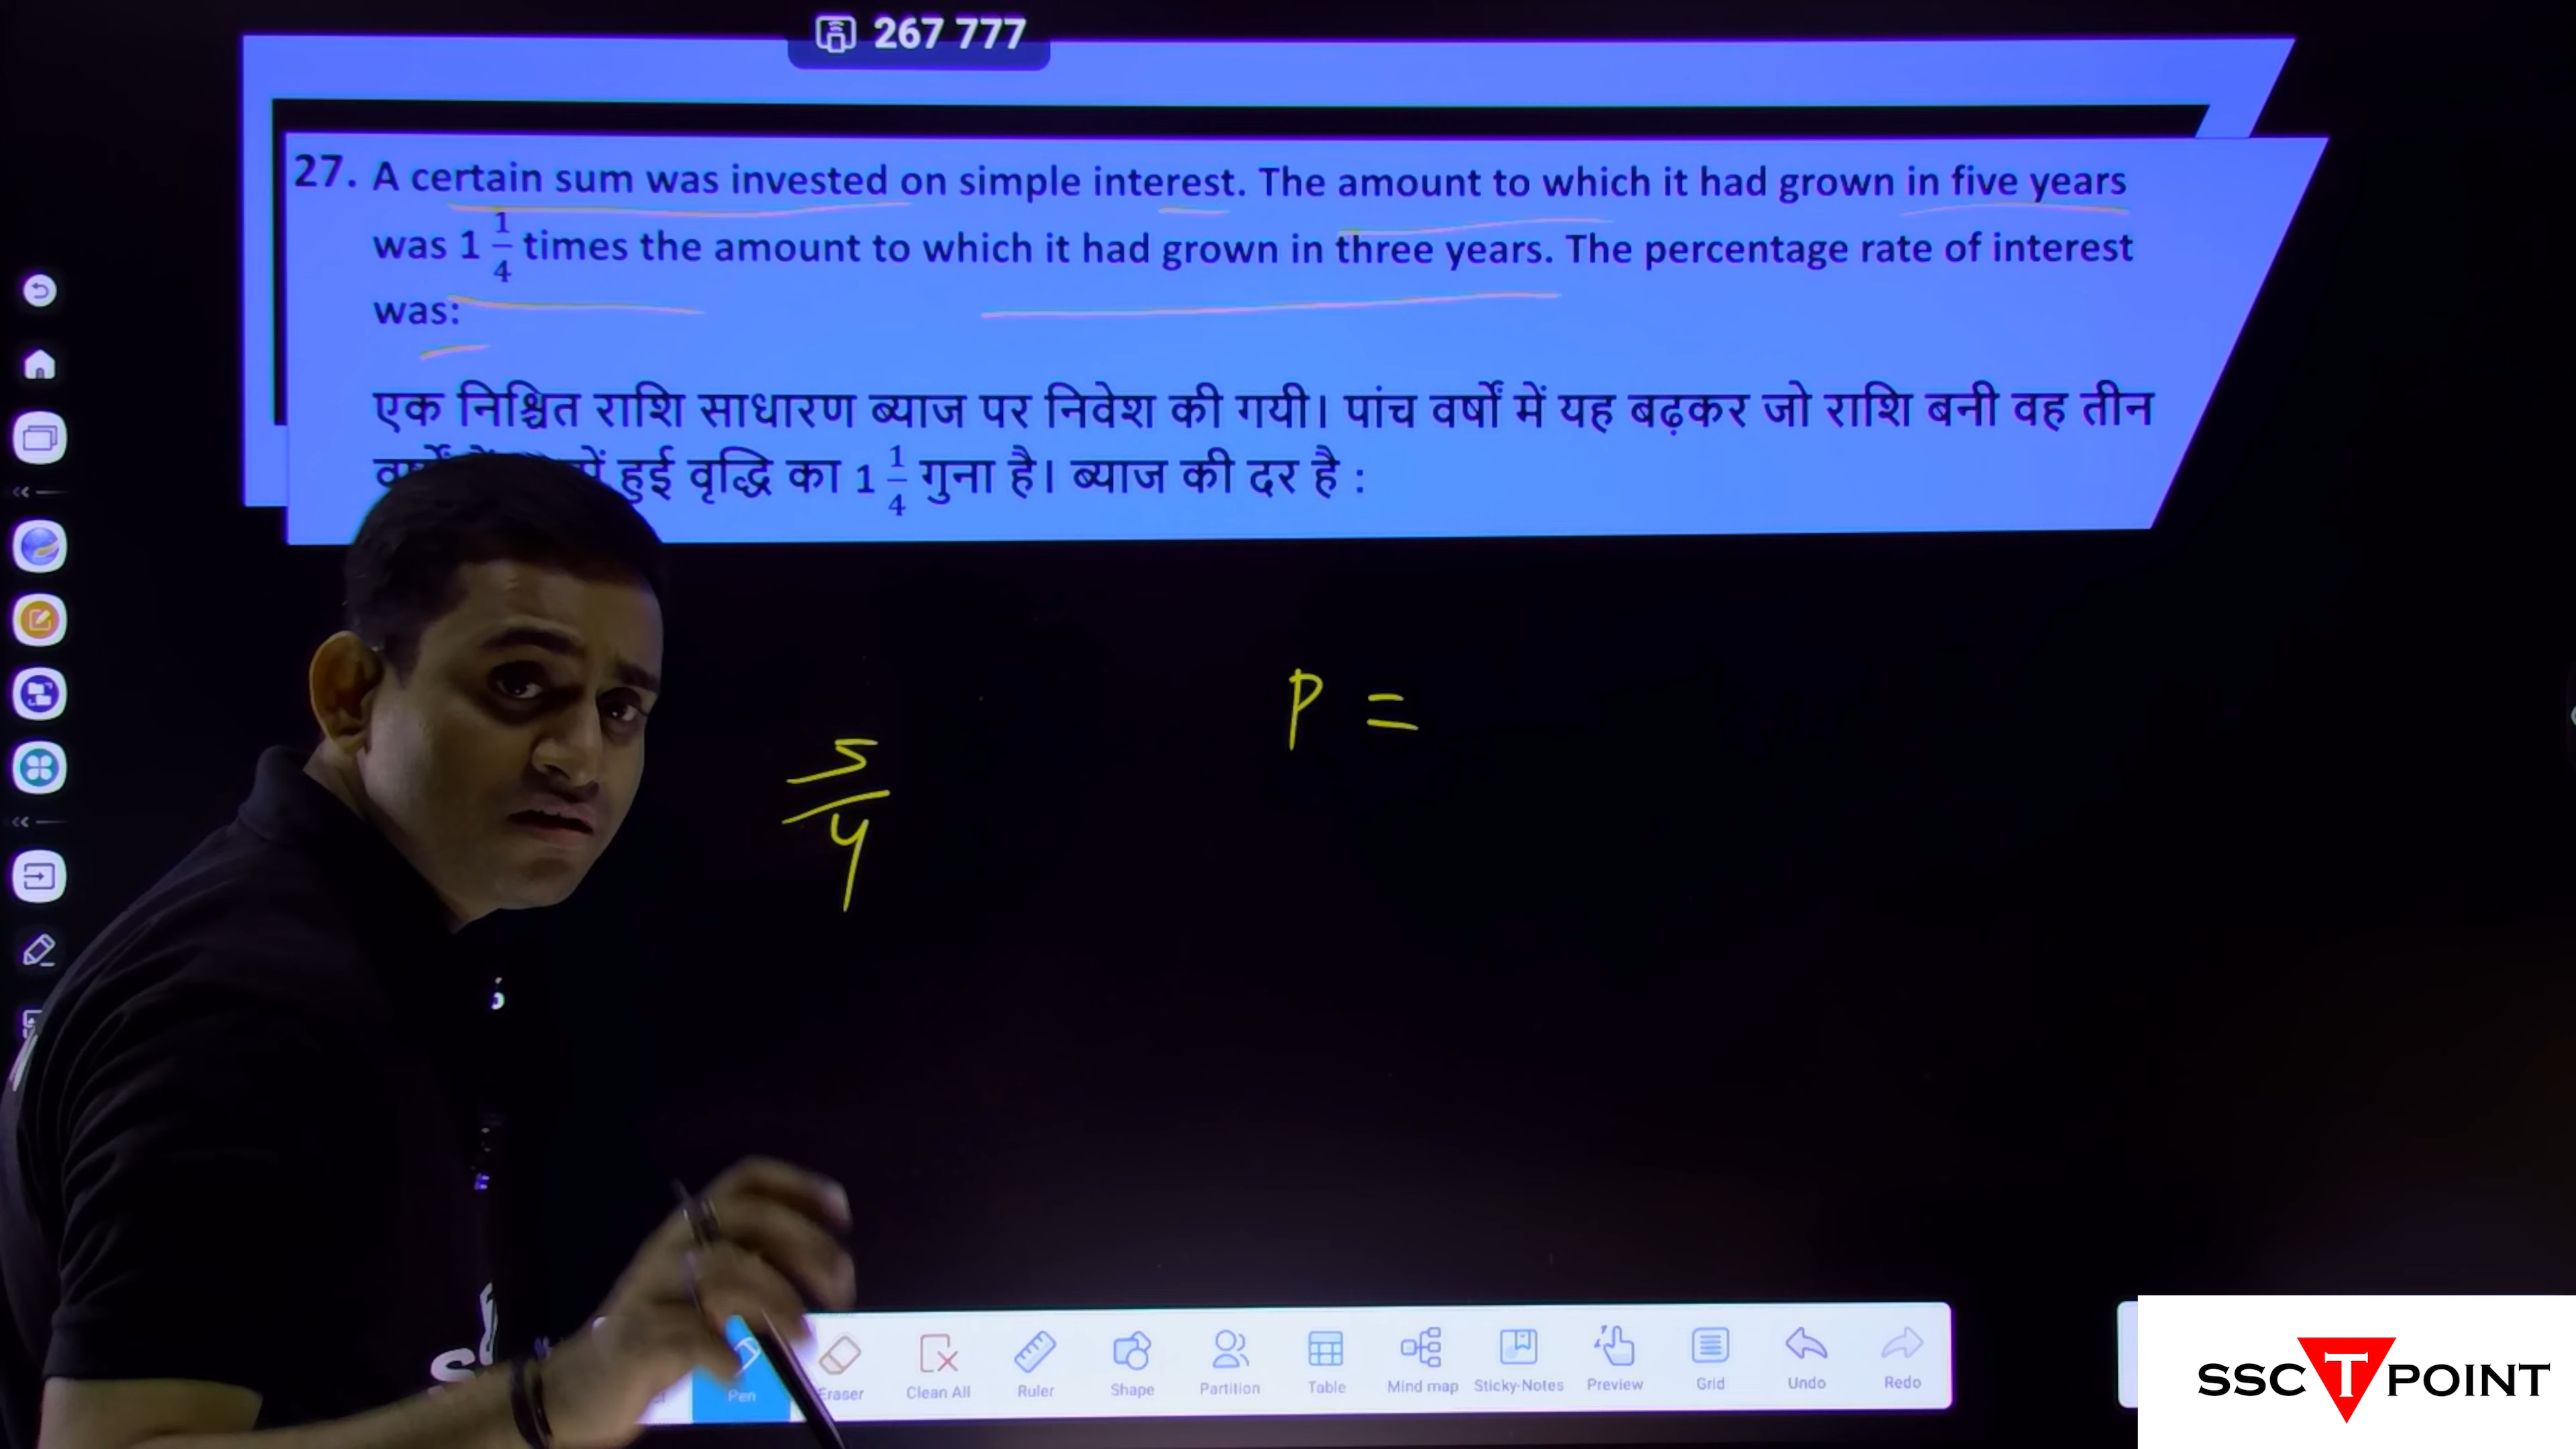 267 777
27. A certain sum was invested on simple interest. The amount to which it had grown in five years
was 1 1/4 times the amount to which it had grown in three years. The percentage rate of interest
was:
एक निश्चित राशि साधारण ब्याज पर निवेश की गयी। पांच वर्षों में यह बढ़कर जो राशि बनी वह तीन
हुई वृद्धि का 1 1/4 गुना है। ब्याज की दर है :
P =
5/4
Pen Eraser Clean All Ruler Shape Partition Table Mind map Sticky-Notes Preview Grid Undo Redo
SSC T POINT